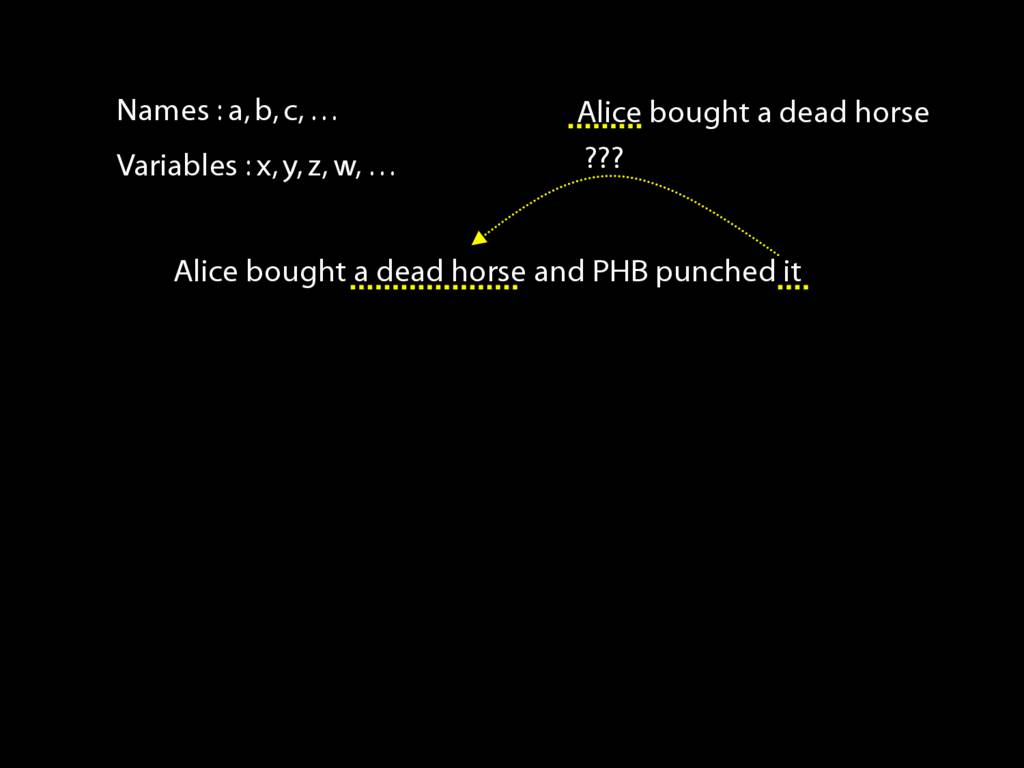 Names : a, b, c, …
Variables : x, y, z, w, …
Alice bought a dead horse
???
Alice bought a dead horse and PHB punched it